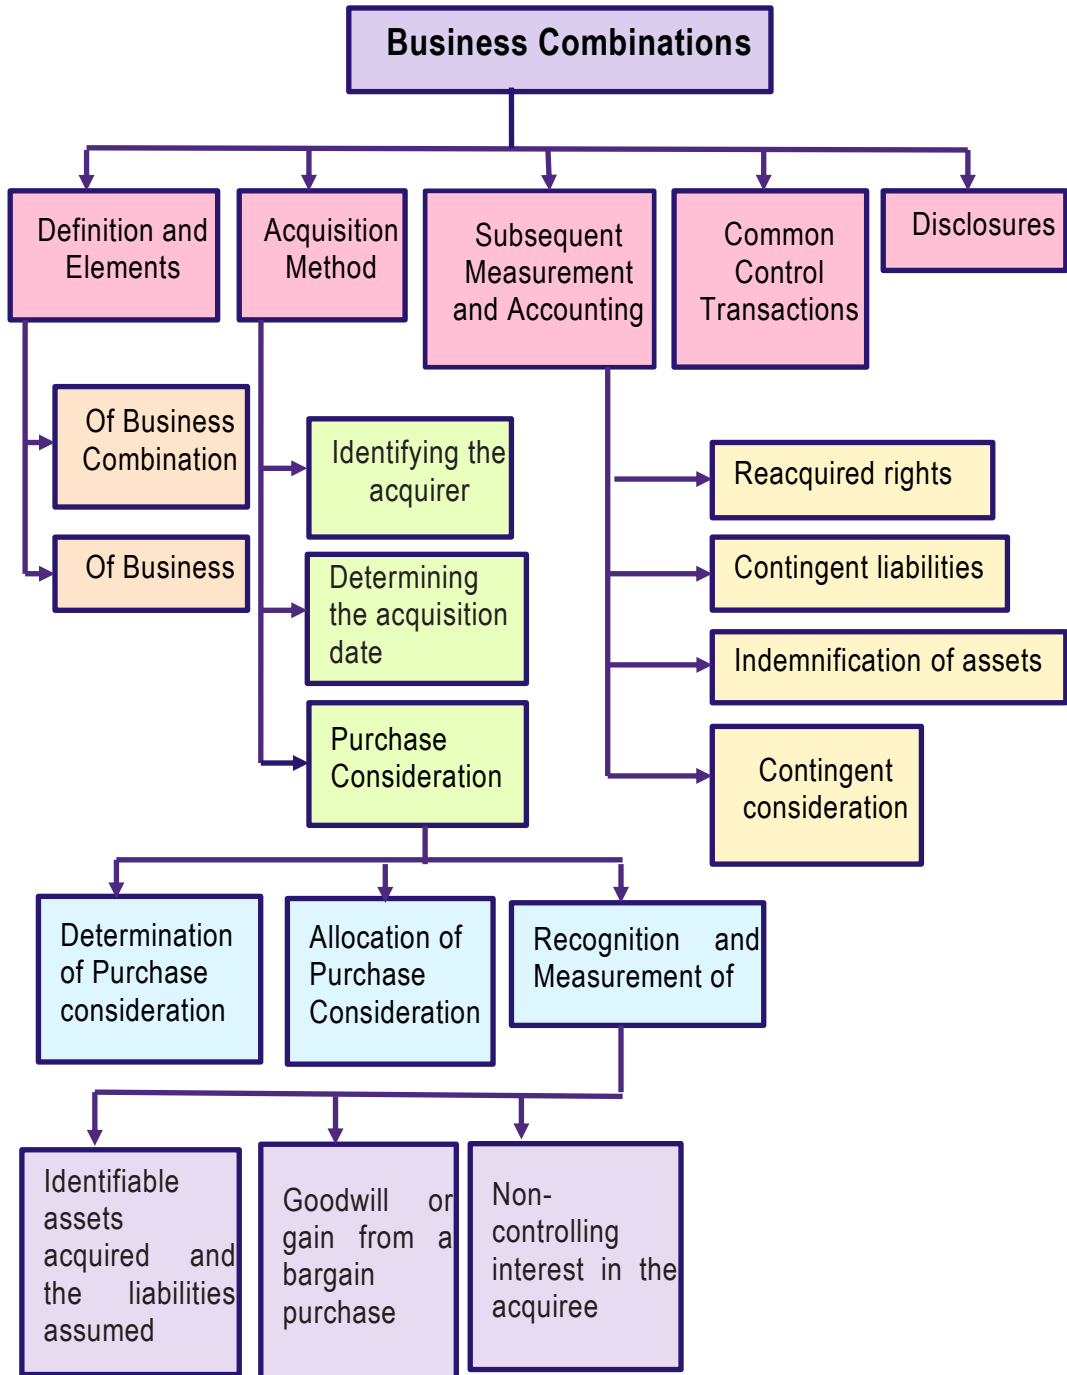 Business Combinations
Definition and
Elements
Acquisition
Method
Subsequent
Measurement
and Accounting
Common
Control
Transactions
Disclosures
Of Business
Combination
Of Business
Identifying the
acquirer
Determining
the acquisition
date
Purchase
Consideration
Reacquired rights
Contingent liabilities
Indemnification of assets
Contingent
consideration
Determination
of Purchase
consideration
Allocation of
Purchase
Consideration
Recognition and
Measurement of
Identifiable
assets
acquired and
the liabilities
assumed
Goodwill or
gain from a
bargain
purchase
Non-
controlling
interest in the
acquiree